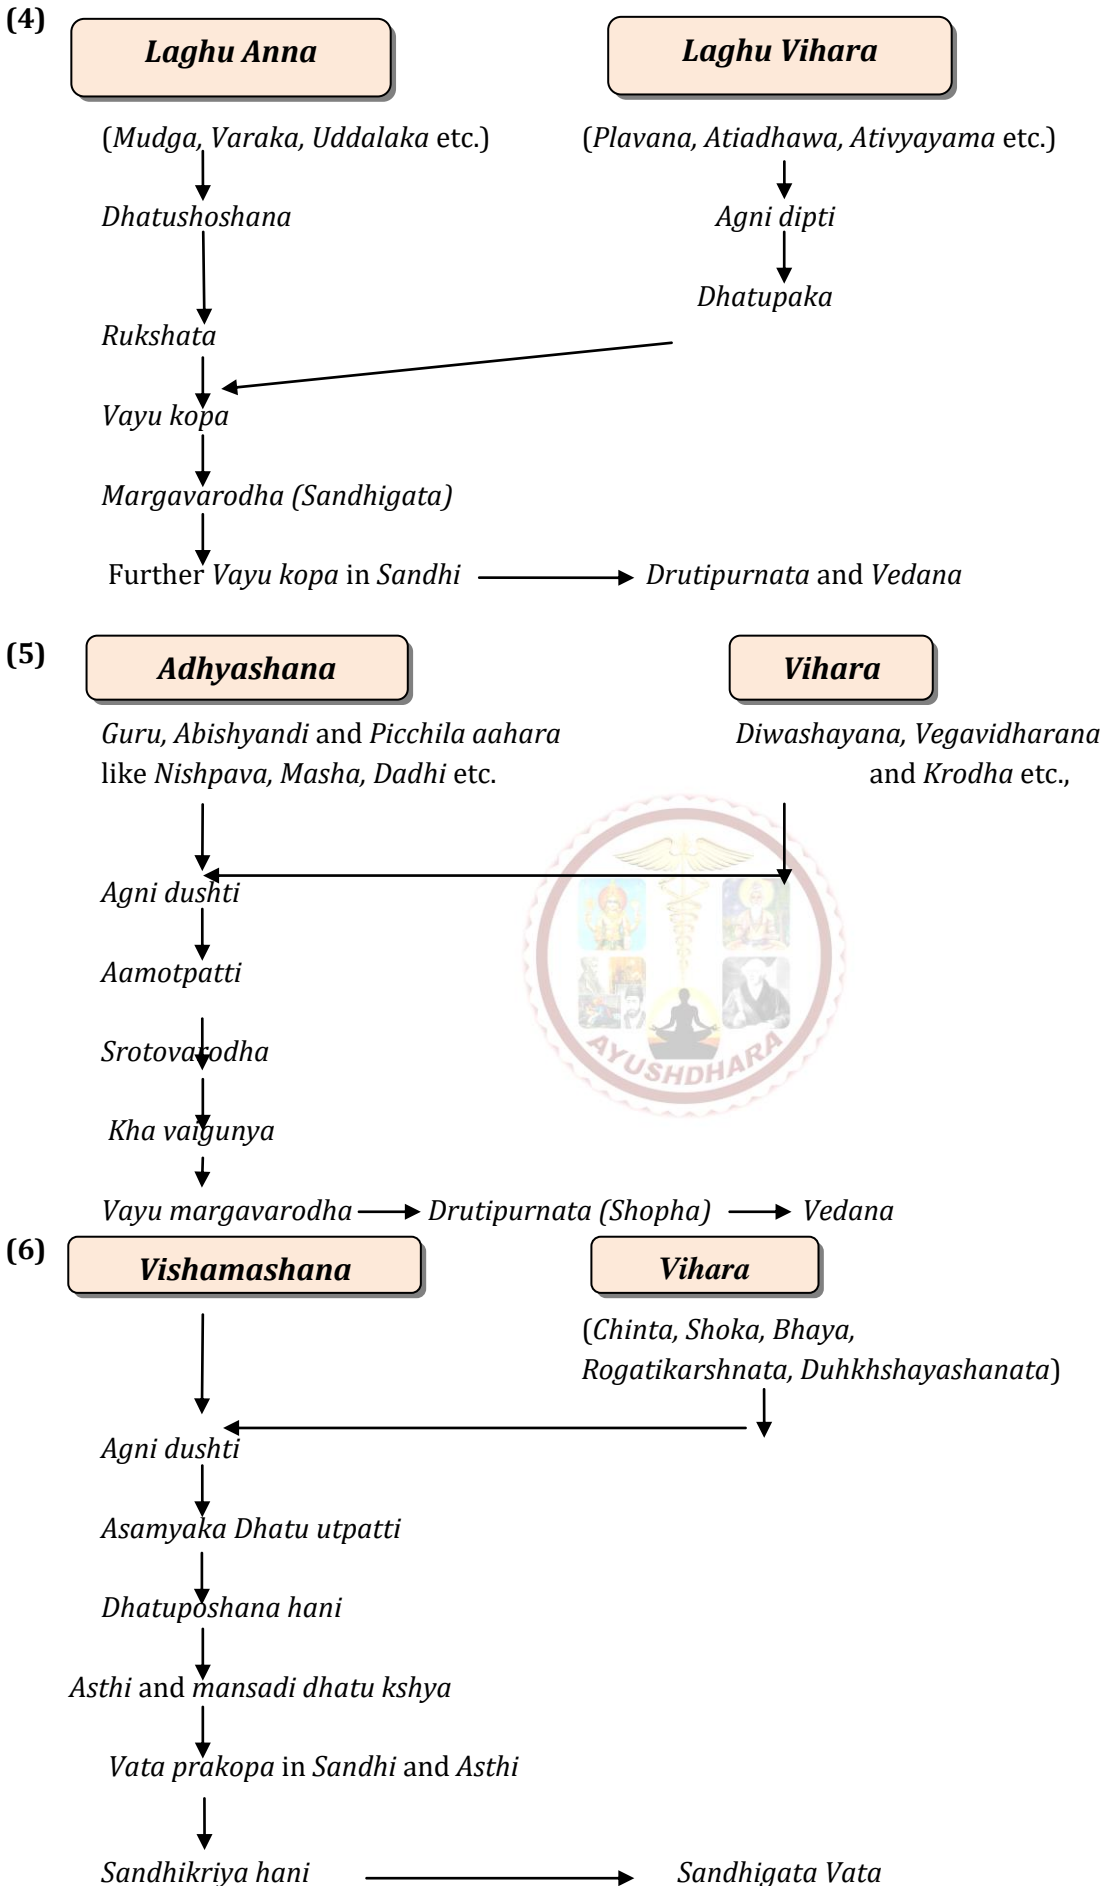 (4)
Laghu Anna Laghu Vihara
(Mudga, Varaka, Uddalaka etc.) (Plavana, Atiadhawa, Ativyayama etc.)
Dhatushoshana Agni dipti
Dhatupaka
Rukshata
Vayu kopa
Margavarodha (Sandhigata)
Further Vayu kopa in Sandhi Drutipurnata and Vedana
(5)
Adhyashana Vihara
Guru, Abishyandi and Picchila aahara Diwashayana, Vegavidharana
like Nishpava, Masha, Dadhi etc. and Krodha etc.,
Agni dushti
Aamotpatti
Srotovarodha
AYUSHDHARA
Kha vaigunya
Vayu margavarodha Drutipurnata (Shopha) Vedana
(6)
Vishamashana Vihara
(Chinta, Shoka, Bhaya,
Rogatikarshnata, Duhkhshayashanata)
Agni dushti
Asamyaka Dhatu utpatti
Dhatuposhana hani
Asthi and mansadi dhatu kshya
Vata prakopa in Sandhi and Asthi
Sandhikriya hani Sandhigata Vata